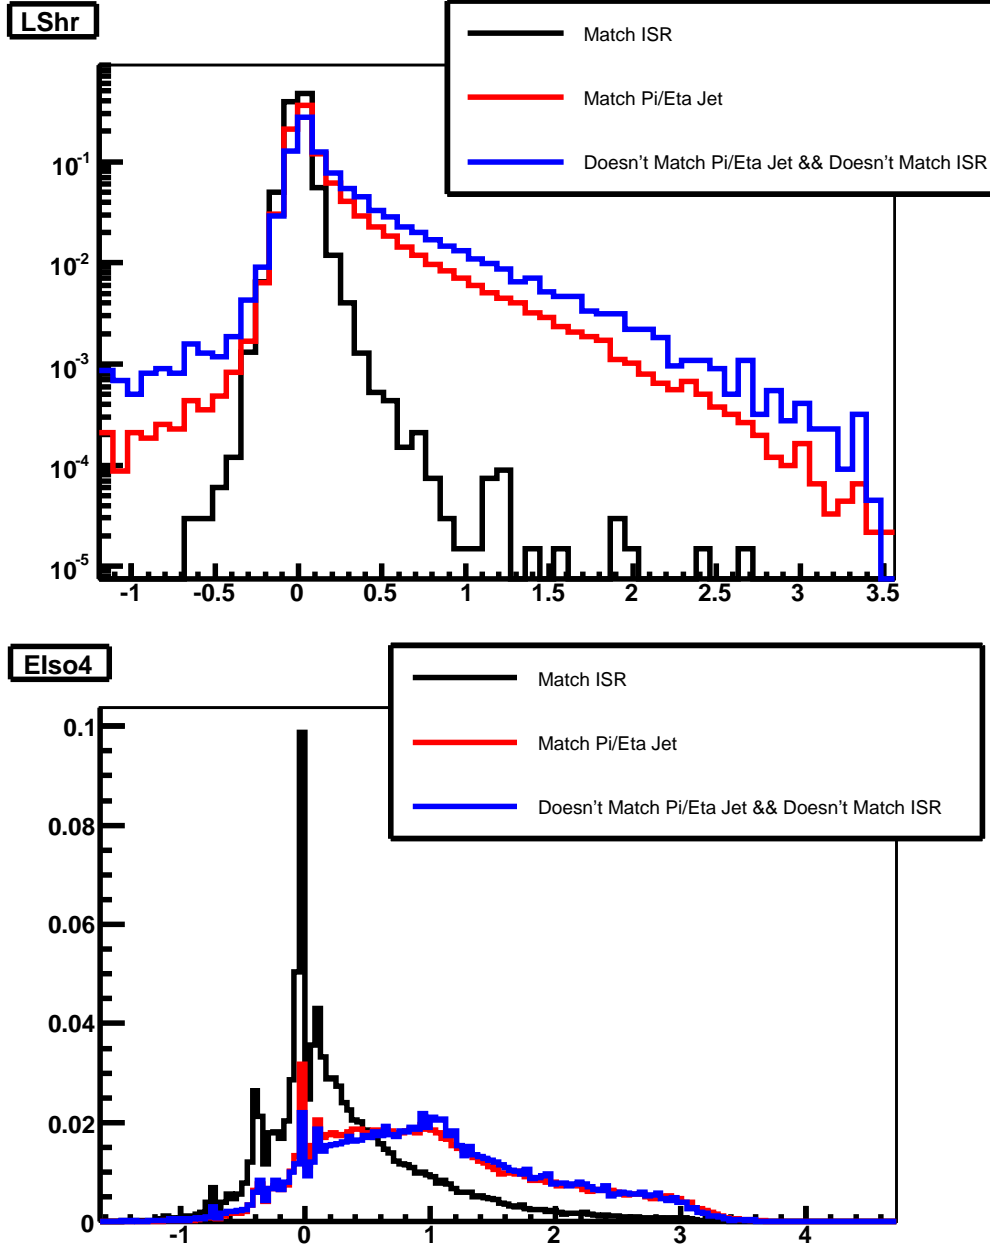 LShr
Match ISR
Match Pi/Eta Jet
Doesn't Match Pi/Eta Jet && Doesn't Match ISR
10^-1
10^-2
10^-3
10^-4
10^-5
-1 -0.5 0 0.5 1 1.5 2 2.5 3 3.5
EIso4
Match ISR
Match Pi/Eta Jet
Doesn't Match Pi/Eta Jet && Doesn't Match ISR
0.1
0.08
0.06
0.04
0.02
0
-1 0 1 2 3 4